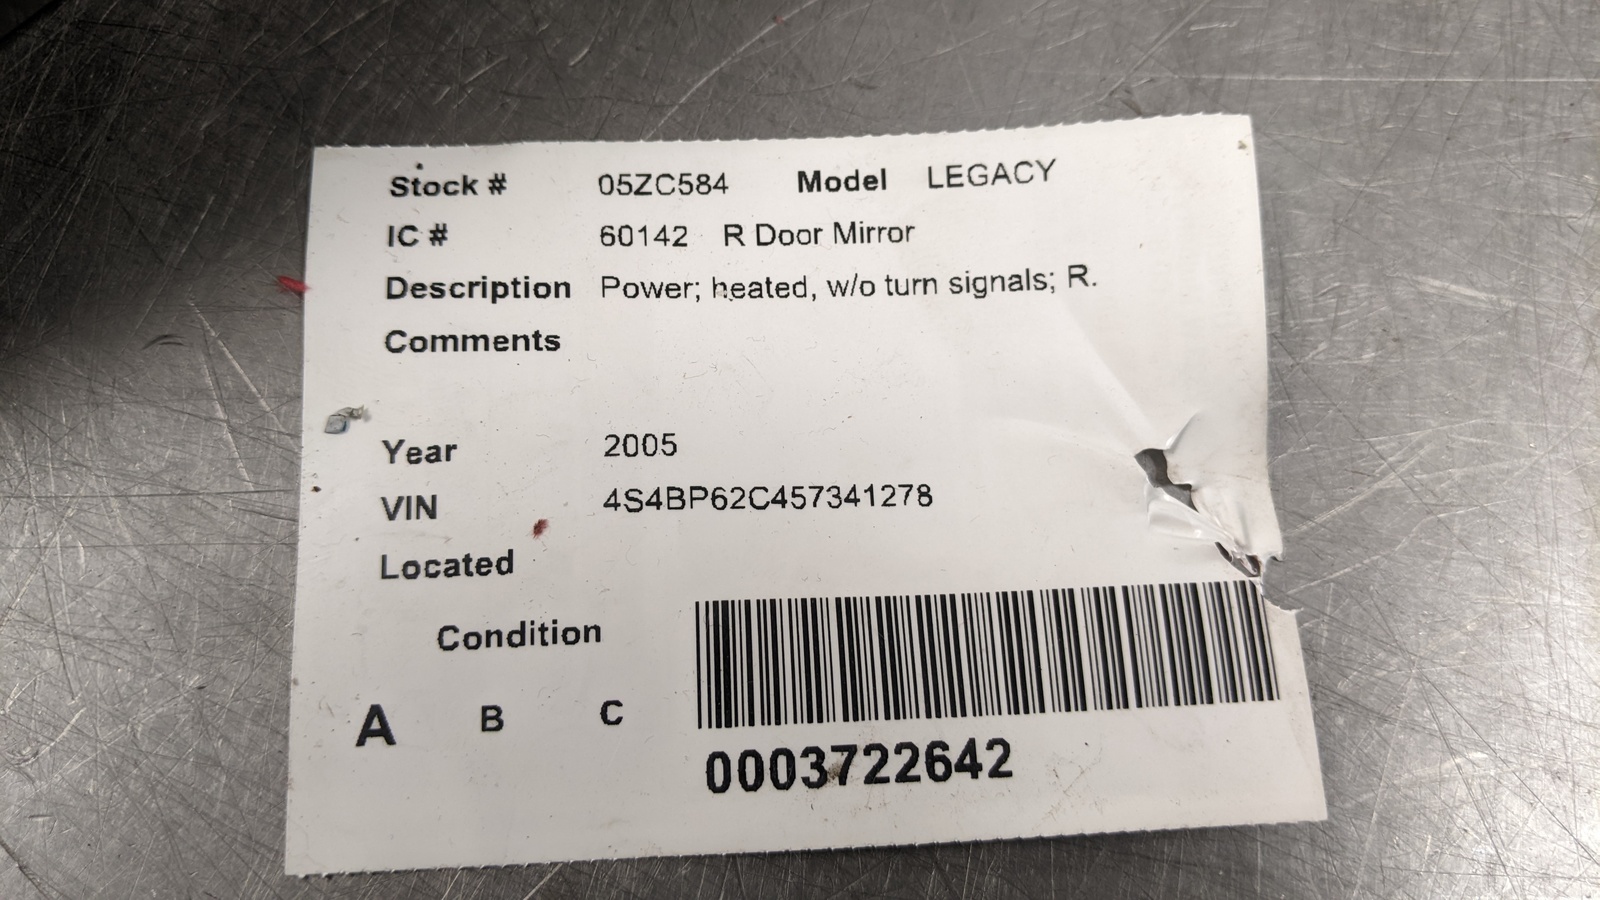 Stock # 05ZC584 Model LEGACY
IC # 60142 R Door Mirror
Description Power; heated, w/o turn signals; R.
Comments
Year 2005
VIN 4S4BP62C457341278
Located
Condition
A B C
0003722642